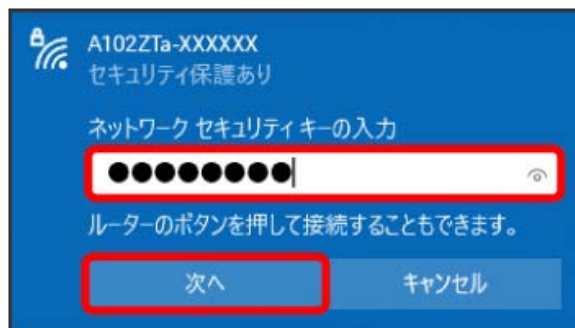 A102ZTa-XXXXXX
セキュリティ保護あり
ネットワーク セキュリティ キーの入力
●●●●●●●●
ルーターのボタンを押して接続することもできます。
次へ
キャンセル